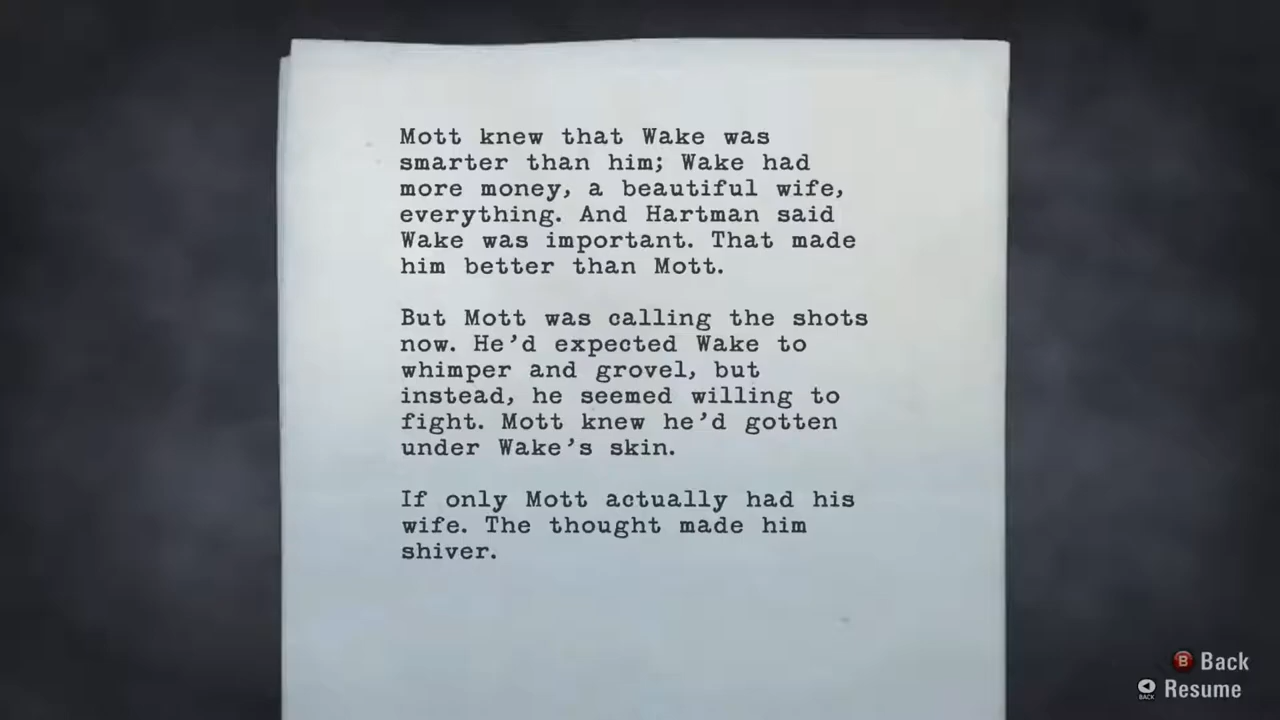 Mott knew that Wake was
smarter than him; Wake had
more money, a beautiful wife,
everything. And Hartman said
Wake was important. That made
him better than Mott.
But Mott was calling the shots
now. He’d expected Wake to
whimper and grovel, but
instead, he seemed willing to
fight. Mott knew he’d gotten
under Wake’s skin.
If only Mott actually had his
wife. The thought made him
shiver.
B Back
BACK Resume